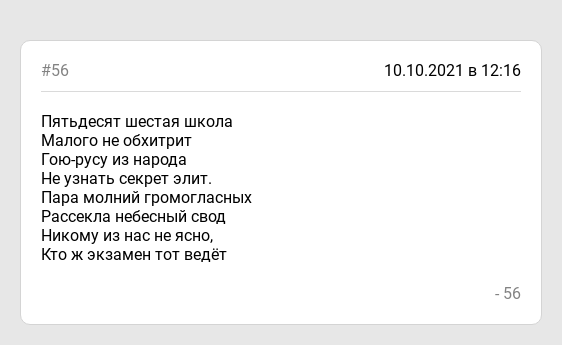 #56
10.10.2021 в 12:16
Пятьдесят шестая школа
Малого не обхитрит
Гою-русу из народа
Не узнать секрет элит.
Пара молний громогласных
Рассекла небесный свод
Никому из нас не ясно,
Кто ж экзамен тот ведёт
- 56